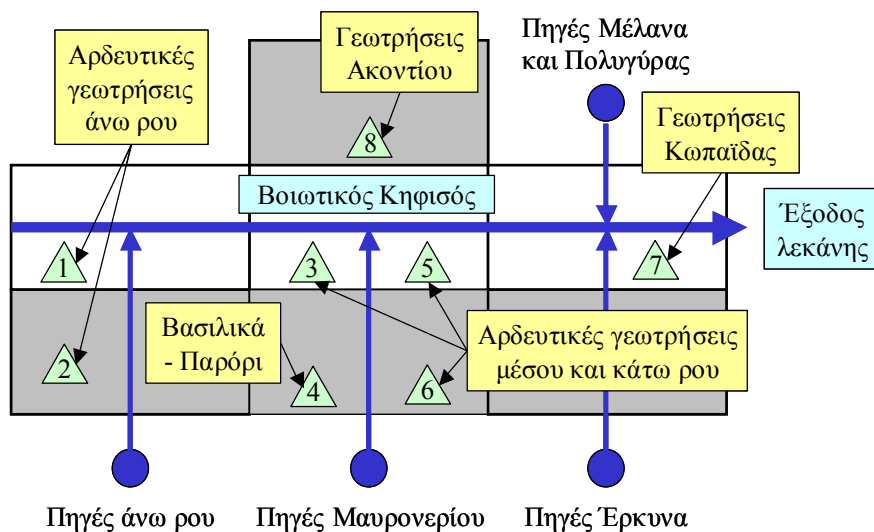 Αρδευτικές
γεωτρήσεις
άνω ρου
Γεωτρήσεις
Ακοντίου
Πηγές Μέλανα
και Πολυγύρας
Γεωτρήσεις
Κωπαΐδας
8
Βοιωτικός Κηφισός
Έξοδος
λεκάνης
1
3
5
7
Βασιλικά
- Παρόρι
Αρδευτικές γεωτρήσεις
μέσου και κάτω ρου
2
4
6
Πηγές άνω ρου
Πηγές Μαυρονερίου
Πηγές Έρκυνα